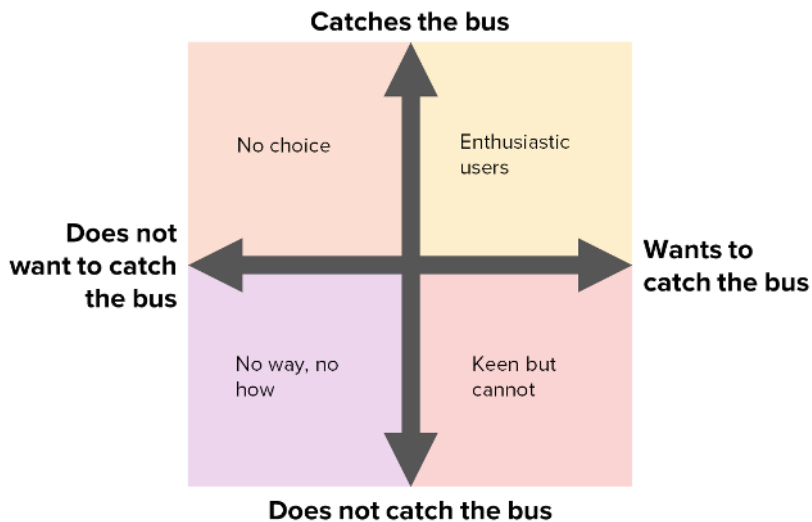 Catches the bus
No choice
Enthusiastic
users
Does not
want to catch
the bus
Wants to
catch the bus
No way, no
how
Keen but
cannot
Does not catch the bus